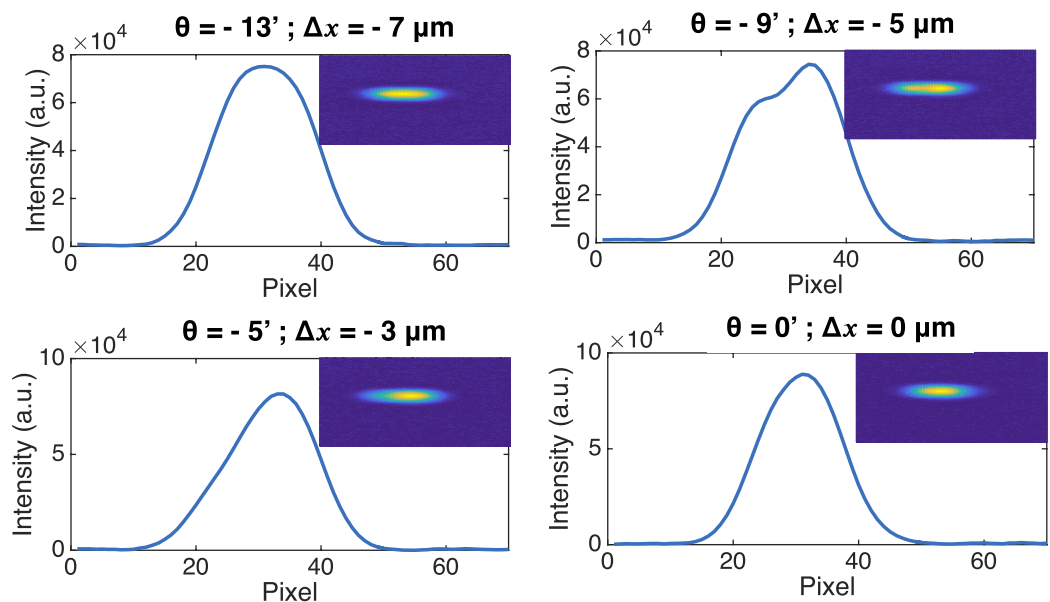 θ = - 13’ ; Δx = - 7 µm
×10⁴
8
6
4
2
0
Intensity (a.u.)
0 20 40 60
Pixel
θ = - 9’ ; Δx = - 5 µm
×10⁴
8
6
4
2
0
Intensity (a.u.)
0 20 40 60
Pixel
θ = - 5’ ; Δx = - 3 µm
×10⁴
10
5
0
Intensity (a.u.)
0 20 40 60
Pixel
θ = 0’ ; Δx = 0 µm
×10⁴
10
5
0
Intensity (a.u.)
0 20 40 60
Pixel